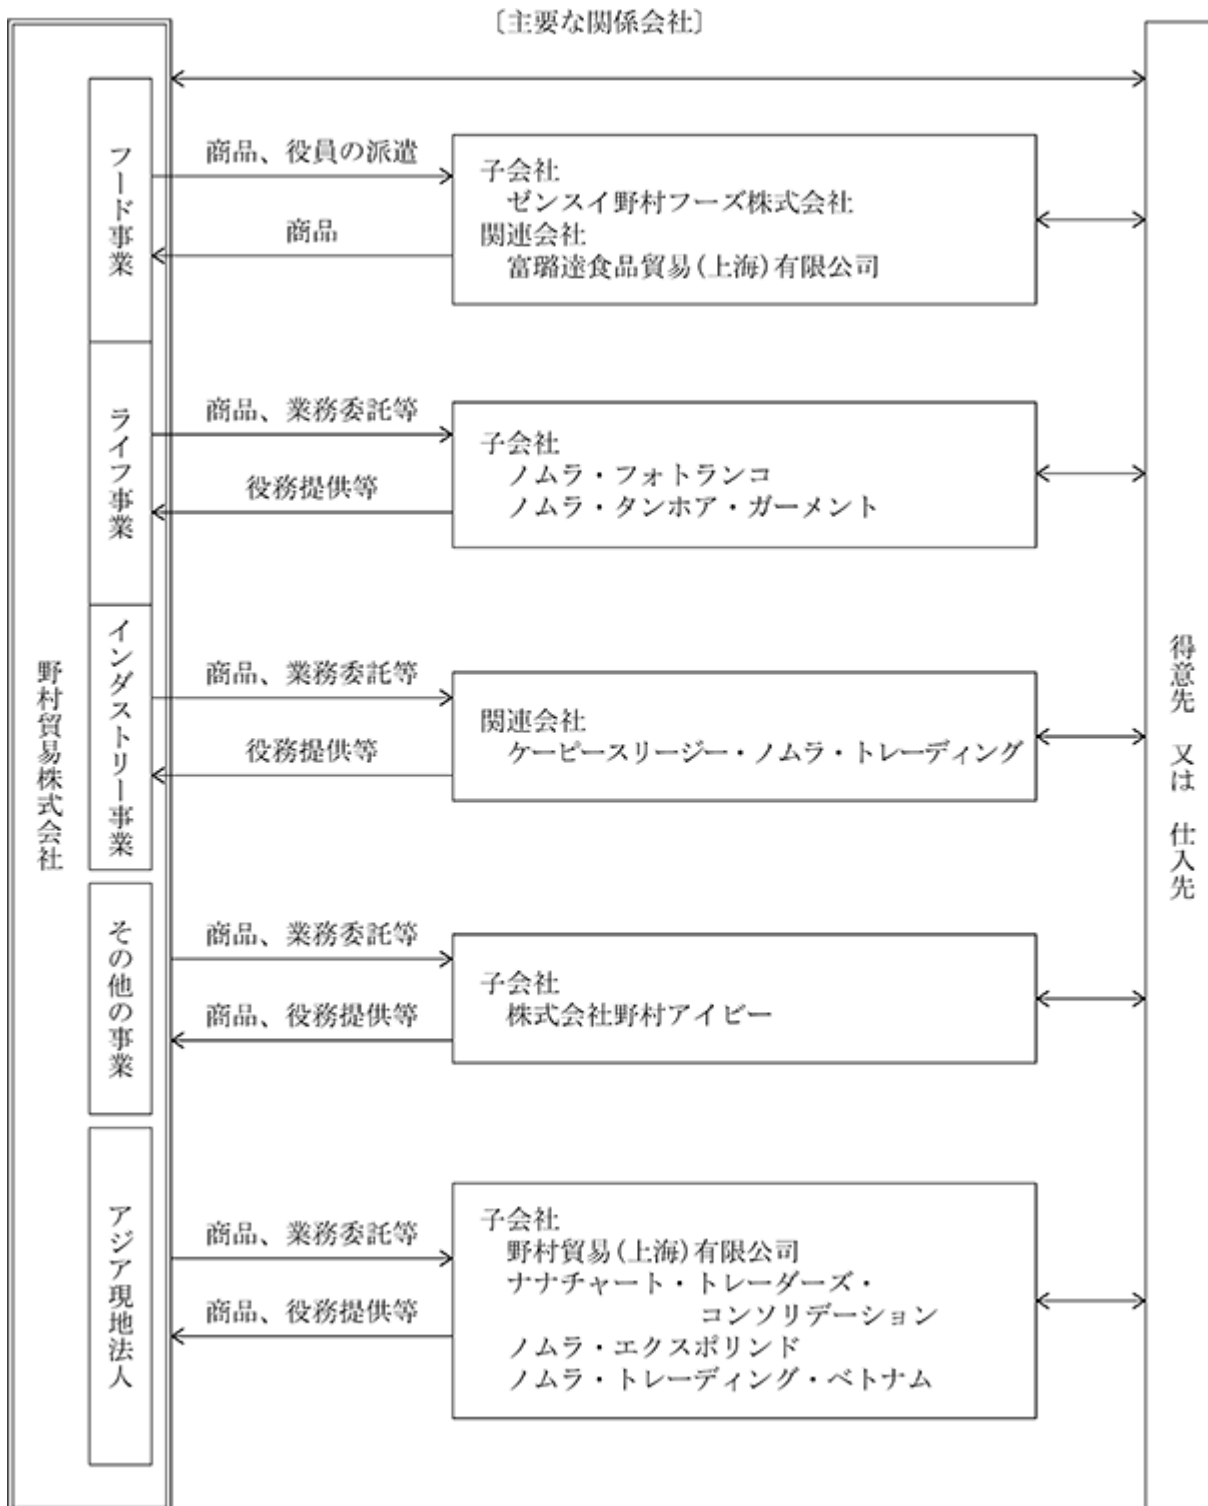 〔主要な関係会社〕
野村貿易株式会社
フード事業
商品、役員の派遣
商品
子会社
ゼンスイ野村フーズ株式会社
関連会社
富璐達食品貿易(上海)有限公司
ライフ事業
商品、業務委託等
役務提供等
子会社
ノムラ・フォトランコ
ノムラ・タンホア・ガーメント
インダストリー事業
商品、業務委託等
役務提供等
関連会社
ケーピースリージー・ノムラ・トレーディング
その他の事業
商品、業務委託等
商品、役務提供等
子会社
株式会社野村アイビー
アジア現地法人
商品、業務委託等
商品、役務提供等
子会社
野村貿易(上海)有限公司
ナナチャート・トレーダーズ・
コンソリデーション
ノムラ・エクスポリンド
ノムラ・トレーディング・ベトナム
得意先 又は 仕入先